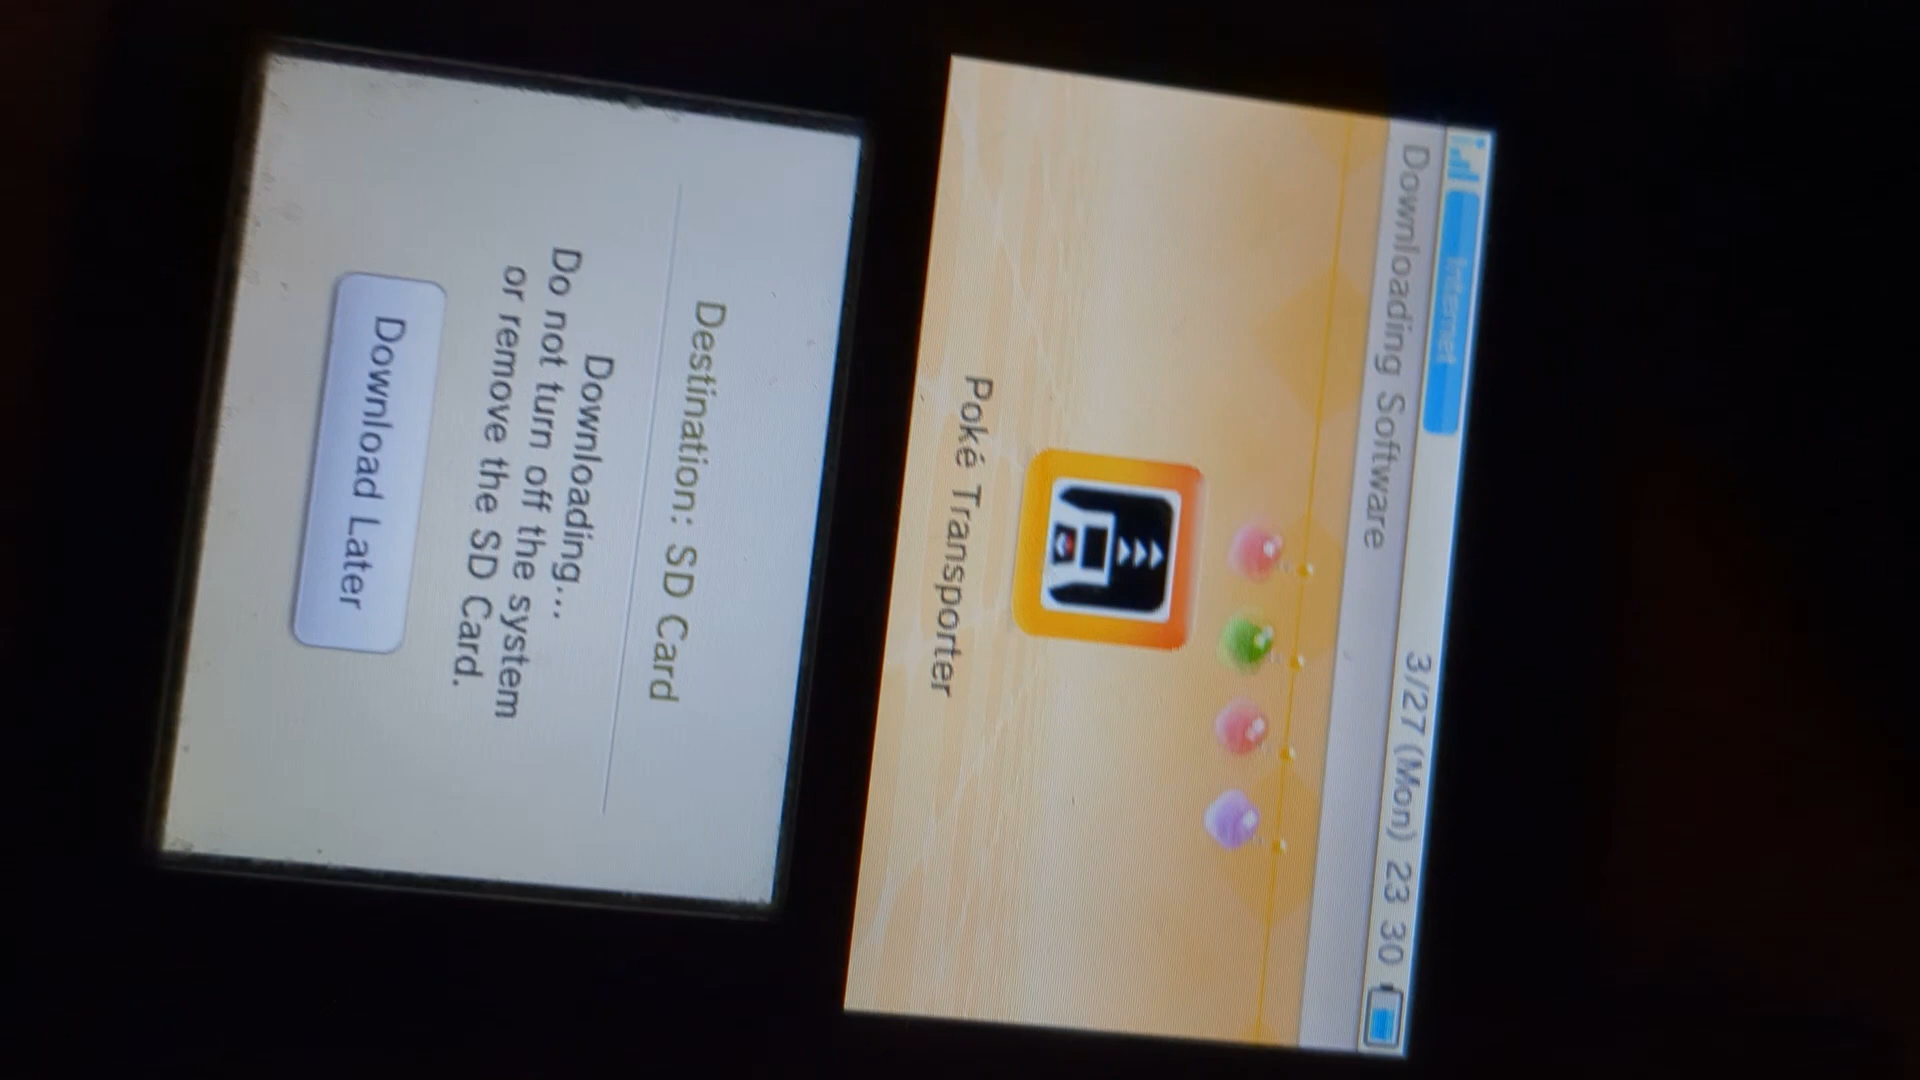 Internet 3/27 (Mon) 23 30
Downloading Software
Poké Transporter
Destination: SD Card
Downloading...
Do not turn off the system
or remove the SD Card.
Download Later